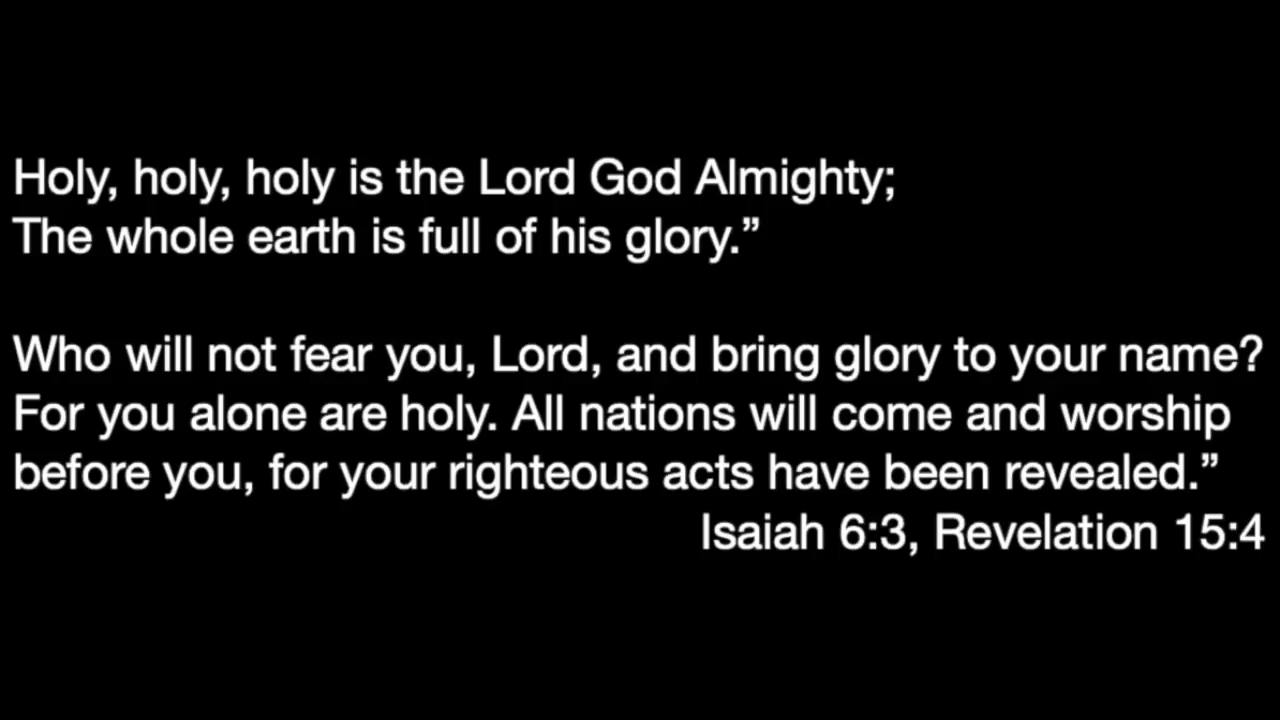 Holy, holy, holy is the Lord God Almighty;
The whole earth is full of his glory.”
Who will not fear you, Lord, and bring glory to your name?
For you alone are holy. All nations will come and worship
before you, for your righteous acts have been revealed.”
Isaiah 6:3, Revelation 15:4